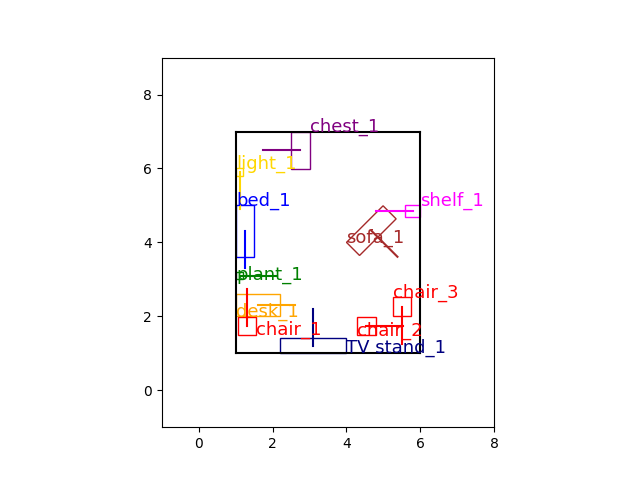 8
chest_1
light_1
6
bed_1
shelf_1
sofa_1
4
plant_1
chair_3
desk_1
2
chair_1
chair_2
TV stand_1
0
0 2 4 6 8